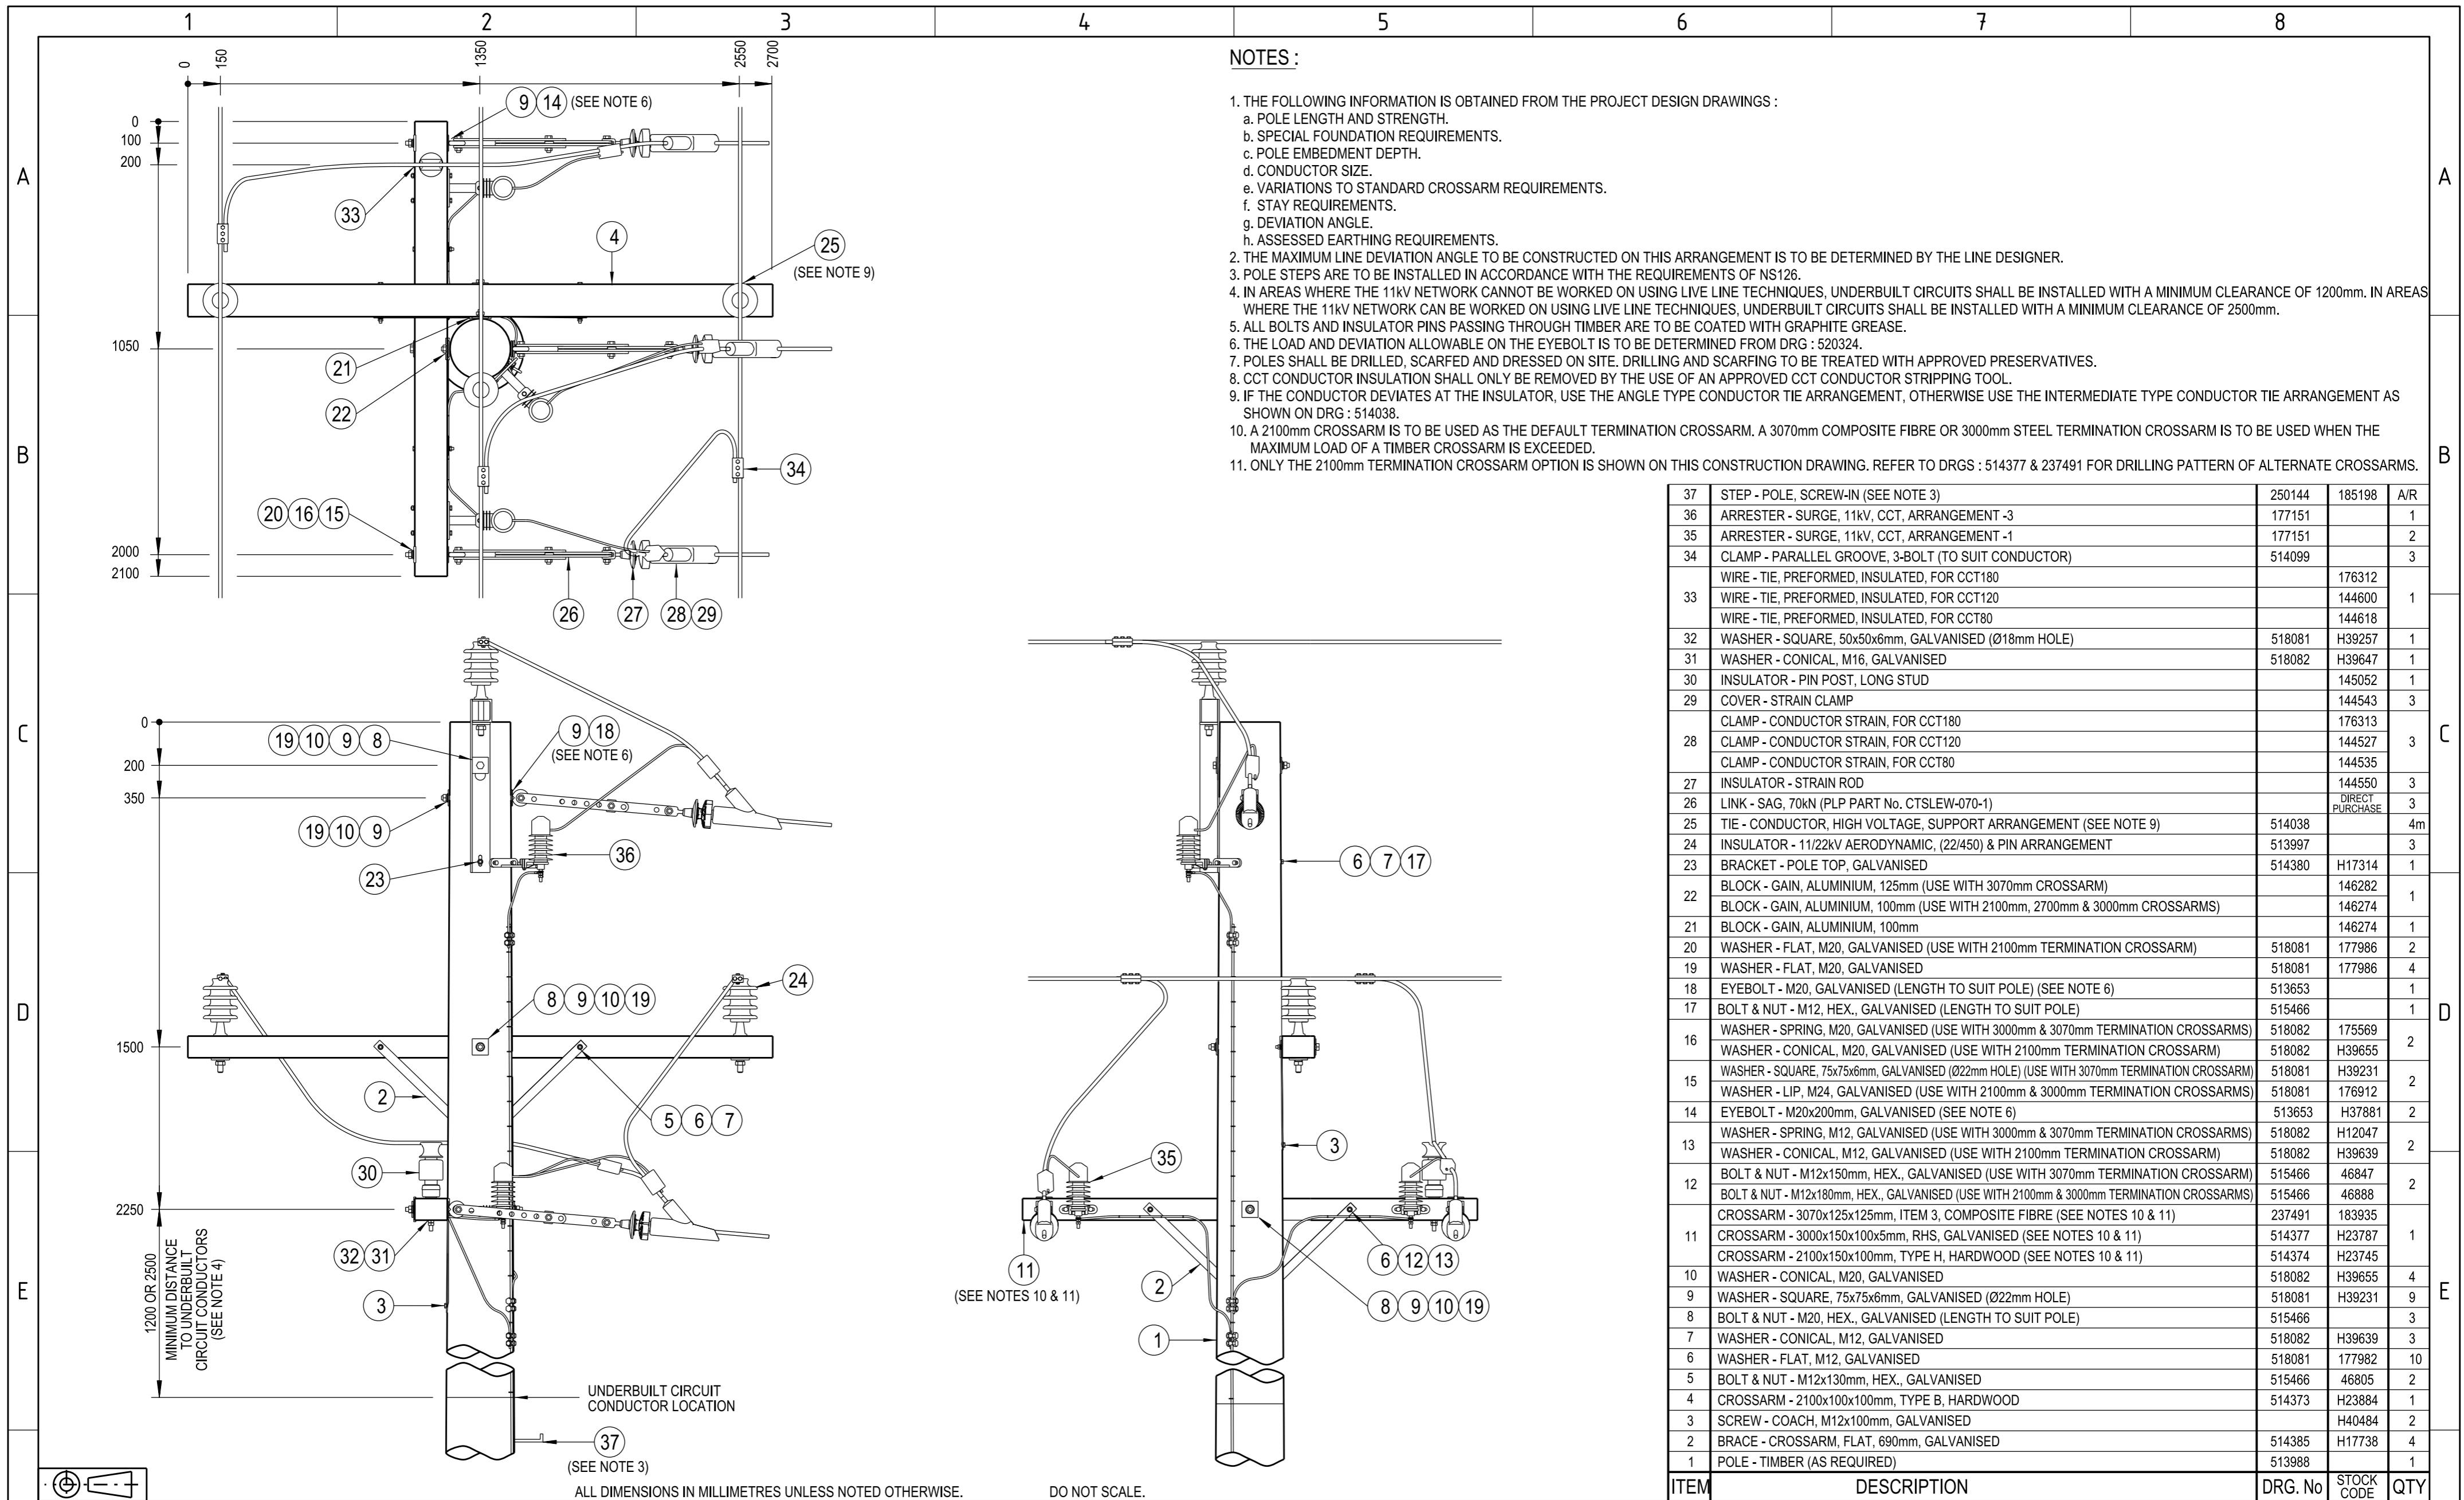 1 2 3 4 5 6 7 8
A
B
C
D
E
A
B
C
D
E
0
150
1350
2550
2700
0
100
200
1050
2000
2100
9 14 (SEE NOTE 6)
33
4
25
(SEE NOTE 9)
21
22
34
20 16 15
26
27
28 29
NOTES :
1. THE FOLLOWING INFORMATION IS OBTAINED FROM THE PROJECT DESIGN DRAWINGS :
a. POLE LENGTH AND STRENGTH.
b. SPECIAL FOUNDATION REQUIREMENTS.
c. POLE EMBEDMENT DEPTH.
d. CONDUCTOR SIZE.
e. VARIATIONS TO STANDARD CROSSARM REQUIREMENTS.
f. STAY REQUIREMENTS.
g. DEVIATION ANGLE.
h. ASSESSED EARTHING REQUIREMENTS.
2. THE MAXIMUM LINE DEVIATION ANGLE TO BE CONSTRUCTED ON THIS ARRANGEMENT IS TO BE DETERMINED BY THE LINE DESIGNER.
3. POLE STEPS ARE TO BE INSTALLED IN ACCORDANCE WITH THE REQUIREMENTS OF NS126.
4. IN AREAS WHERE THE 11kV NETWORK CANNOT BE WORKED ON USING LIVE LINE TECHNIQUES, UNDERBUILT CIRCUITS SHALL BE INSTALLED WITH A MINIMUM CLEARANCE OF 1200mm. IN AREAS
WHERE THE 11kV NETWORK CAN BE WORKED ON USING LIVE LINE TECHNIQUES, UNDERBUILT CIRCUITS SHALL BE INSTALLED WITH A MINIMUM CLEARANCE OF 2500mm.
5. ALL BOLTS AND INSULATOR PINS PASSING THROUGH TIMBER ARE TO BE COATED WITH GRAPHITE GREASE.
6. THE LOAD AND DEVIATION ALLOWABLE ON THE EYEBOLT IS TO BE DETERMINED FROM DRG : 520324.
7. POLES SHALL BE DRILLED, SCARFED AND DRESSED ON SITE. DRILLING AND SCARFING TO BE TREATED WITH APPROVED PRESERVATIVES.
8. CCT CONDUCTOR INSULATION SHALL ONLY BE REMOVED BY THE USE OF AN APPROVED CCT CONDUCTOR STRIPPING TOOL.
9. IF THE CONDUCTOR DEVIATES AT THE INSULATOR, USE THE ANGLE TYPE CONDUCTOR TIE ARRANGEMENT, OTHERWISE USE THE INTERMEDIATE TYPE CONDUCTOR TIE ARRANGEMENT AS
SHOWN ON DRG : 514038.
10. A 2100mm CROSSARM IS TO BE USED AS THE DEFAULT TERMINATION CROSSARM. A 3070mm COMPOSITE FIBRE OR 3000mm STEEL TERMINATION CROSSARM IS TO BE USED WHEN THE
MAXIMUM LOAD OF A TIMBER CROSSARM IS EXCEEDED.
11. ONLY THE 2100mm TERMINATION CROSSARM OPTION IS SHOWN ON THIS CONSTRUCTION DRAWING. REFER TO DRGS : 514377 & 237491 FOR DRILLING PATTERN OF ALTERNATE CROSSARMS.
0
200
350
1500
2250
1200 OR 2500
MINIMUM DISTANCE
TO UNDERBUILT
CIRCUIT CONDUCTORS
(SEE NOTE 4)
19 10 9 8
9 18
(SEE NOTE 6)
19 10 9
36
23
24
8 9 10 19
2
5 6 7
30
32 31
3
UNDERBUILT CIRCUIT
CONDUCTOR LOCATION
37
(SEE NOTE 3)
6 7 17
35
3
11
(SEE NOTES 10 & 11)
2
6 12 13
8 9 10 19
1
37 STEP - POLE, SCREW-IN (SEE NOTE 3) 250144 185198 A/R
36 ARRESTER - SURGE, 11kV, CCT, ARRANGEMENT -3 177151 1
35 ARRESTER - SURGE, 11kV, CCT, ARRANGEMENT -1 177151 2
34 CLAMP - PARALLEL GROOVE, 3-BOLT (TO SUIT CONDUCTOR) 514099 3
WIRE - TIE, PREFORMED, INSULATED, FOR CCT180 176312
33 WIRE - TIE, PREFORMED, INSULATED, FOR CCT120 144600 1
WIRE - TIE, PREFORMED, INSULATED, FOR CCT80 144618
32 WASHER - SQUARE, 50x50x6mm, GALVANISED (Ø18mm HOLE) 518081 H39257 1
31 WASHER - CONICAL, M16, GALVANISED 518082 H39647 1
30 INSULATOR - PIN POST, LONG STUD 145052 1
29 COVER - STRAIN CLAMP 144543 3
CLAMP - CONDUCTOR STRAIN, FOR CCT180 176313
28 CLAMP - CONDUCTOR STRAIN, FOR CCT120 144527 3
CLAMP - CONDUCTOR STRAIN, FOR CCT80 144535
27 INSULATOR - STRAIN ROD 144550 3
26 LINK - SAG, 70kN (PLP PART No. CTSLEW-070-1) DIRECT PURCHASE 3
25 TIE - CONDUCTOR, HIGH VOLTAGE, SUPPORT ARRANGEMENT (SEE NOTE 9) 514038 4m
24 INSULATOR - 11/22kV AERODYNAMIC, (22/450) & PIN ARRANGEMENT 513997 3
23 BRACKET - POLE TOP, GALVANISED 514380 H17314 1
22 BLOCK - GAIN, ALUMINIUM, 125mm (USE WITH 3070mm CROSSARM) 146282 1
BLOCK - GAIN, ALUMINIUM, 100mm (USE WITH 2100mm, 2700mm & 3000mm CROSSARMS) 146274
21 BLOCK - GAIN, ALUMINIUM, 100mm 146274 1
20 WASHER - FLAT, M20, GALVANISED (USE WITH 2100mm TERMINATION CROSSARM) 518081 177986 2
19 WASHER - FLAT, M20, GALVANISED 518081 177986 4
18 EYEBOLT - M20, GALVANISED (LENGTH TO SUIT POLE) (SEE NOTE 6) 513653 1
17 BOLT & NUT - M12, HEX., GALVANISED (LENGTH TO SUIT POLE) 515466 1
16 WASHER - SPRING, M20, GALVANISED (USE WITH 3000mm & 3070mm TERMINATION CROSSARMS) 518082 175569 2
WASHER - CONICAL, M20, GALVANISED (USE WITH 2100mm TERMINATION CROSSARM) 518082 H39655
15 WASHER - SQUARE, 75x75x6mm, GALVANISED (Ø22mm HOLE) (USE WITH 3070mm TERMINATION CROSSARM) 518081 H39231 2
WASHER - LIP, M24, GALVANISED (USE WITH 2100mm & 3000mm TERMINATION CROSSARMS) 518081 176912
14 EYEBOLT - M20x200mm, GALVANISED (SEE NOTE 6) 513653 H37881 2
13 WASHER - SPRING, M12, GALVANISED (USE WITH 3000mm & 3070mm TERMINATION CROSSARMS) 518082 H12047 2
WASHER - CONICAL, M12, GALVANISED (USE WITH 2100mm TERMINATION CROSSARM) 518082 H39639
12 BOLT & NUT - M12x150mm, HEX., GALVANISED (USE WITH 3070mm TERMINATION CROSSARM) 515466 46847 2
BOLT & NUT - M12x180mm, HEX., GALVANISED (USE WITH 2100mm & 3000mm TERMINATION CROSSARMS) 515466 46888
CROSSARM - 3070x125x125mm, ITEM 3, COMPOSITE FIBRE (SEE NOTES 10 & 11) 237491 183935
11 CROSSARM - 3000x150x100x5mm, RHS, GALVANISED (SEE NOTES 10 & 11) 514377 H23787 1
CROSSARM - 2100x150x100mm, TYPE H, HARDWOOD (SEE NOTES 10 & 11) 514374 H23745
10 WASHER - CONICAL, M20, GALVANISED 518082 H39655 4
9 WASHER - SQUARE, 75x75x6mm, GALVANISED (Ø22mm HOLE) 518081 H39231 9
8 BOLT & NUT - M20, HEX., GALVANISED (LENGTH TO SUIT POLE) 515466 3
7 WASHER - CONICAL, M12, GALVANISED 518082 H39639 3
6 WASHER - FLAT, M12, GALVANISED 518081 177982 10
5 BOLT & NUT - M12x130mm, HEX., GALVANISED 515466 46805 2
4 CROSSARM - 2100x100x100mm, TYPE B, HARDWOOD 514373 H23884 1
3 SCREW - COACH, M12x100mm, GALVANISED H40484 2
2 BRACE - CROSSARM, FLAT, 690mm, GALVANISED 514385 H17738 4
1 POLE - TIMBER (AS REQUIRED) 513988 1
ITEM DESCRIPTION DRG. No STOCK CODE QTY
ALL DIMENSIONS IN MILLIMETRES UNLESS NOTED OTHERWISE. DO NOT SCALE.